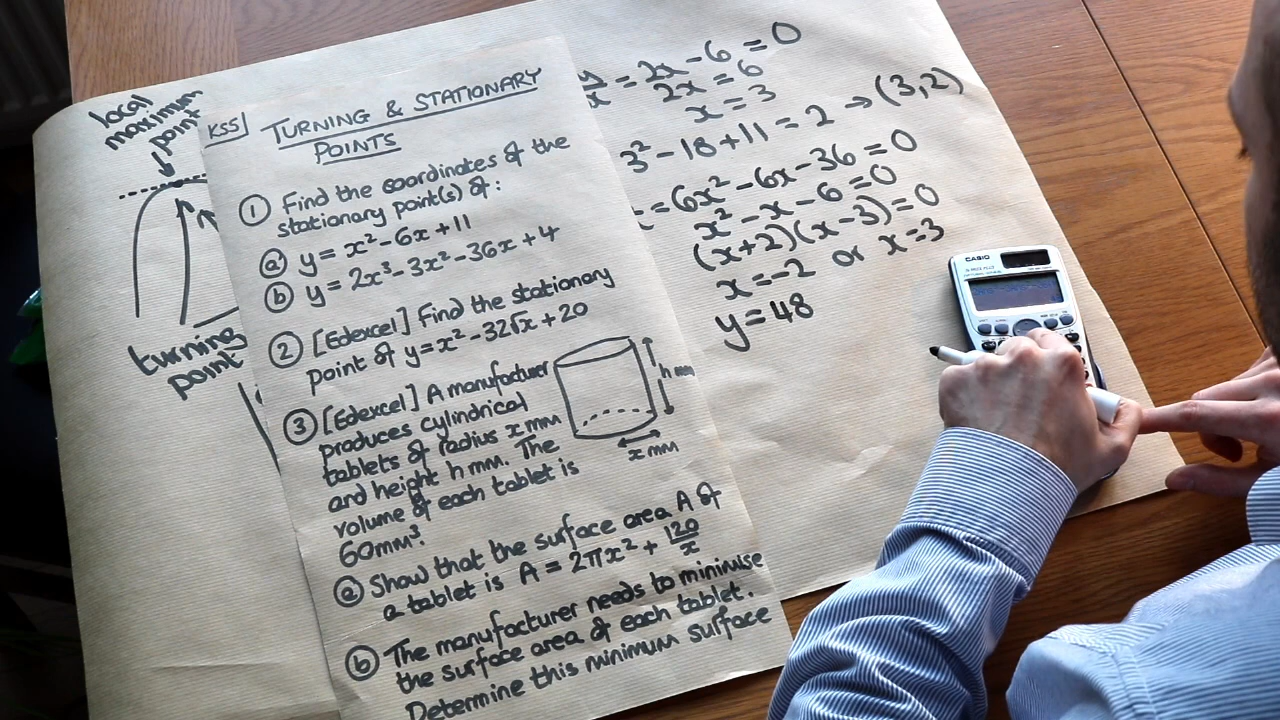 local
maximum
point
turning
point
KS5
TURNING & STATIONARY
POINTS
① Find the coordinates of the
stationary point(s) of:
ⓐ y = x² - 6x + 11
ⓑ y = 2x³ - 3x² - 36x + 4
② [Edexcel] Find the stationary
point of y = x² - 32√x + 20
③ [Edexcel] A manufacturer
produces cylindrical
tablets of radius x mm
and height h mm. The
volume of each tablet is
60mm³.
h mm
x mm
ⓐ Show that the surface area A of
a tablet is A = 2πx² + 120/x
ⓑ The manufacturer needs to minimise
the surface area of each tablet.
Determine this minimum surface
= 2x - 6 = 0
2x = 6
x = 3
3² - 18 + 11 = 2 → (3,2)
= 6x² - 6x - 36 = 0
x² - x - 6 = 0
(x+2)(x-3) = 0
x = -2 or x = 3
y = 48
CASIO